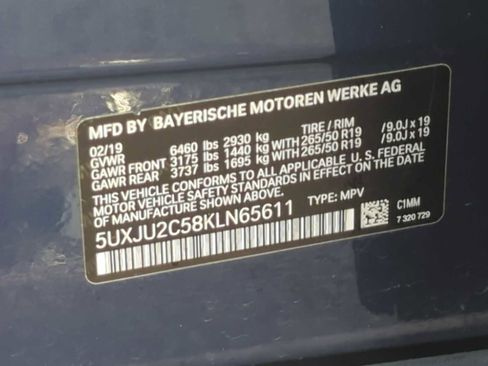 MFD BY BAYERISCHE MOTOREN WERKE AG
02/19
GVWR 6460 lbs 2930 kg TIRE / RIM
GAWR FRONT 3175 lbs 1440 kg 265/50 R19 /9.0J x 19
GAWR REAR 3737 lbs 1695 kg 265/50 R19 /9.0J x 19
THIS VEHICLE CONFORMS TO ALL APPLICABLE U. S. FEDERAL
MOTOR VEHICLE SAFETY STANDARDS IN EFFECT ON THE DATE OF
MANUFACTURE SHOWN ABOVE.
5UXJU2C58KLN65611 TYPE: MPV
C1MM
7 320 729